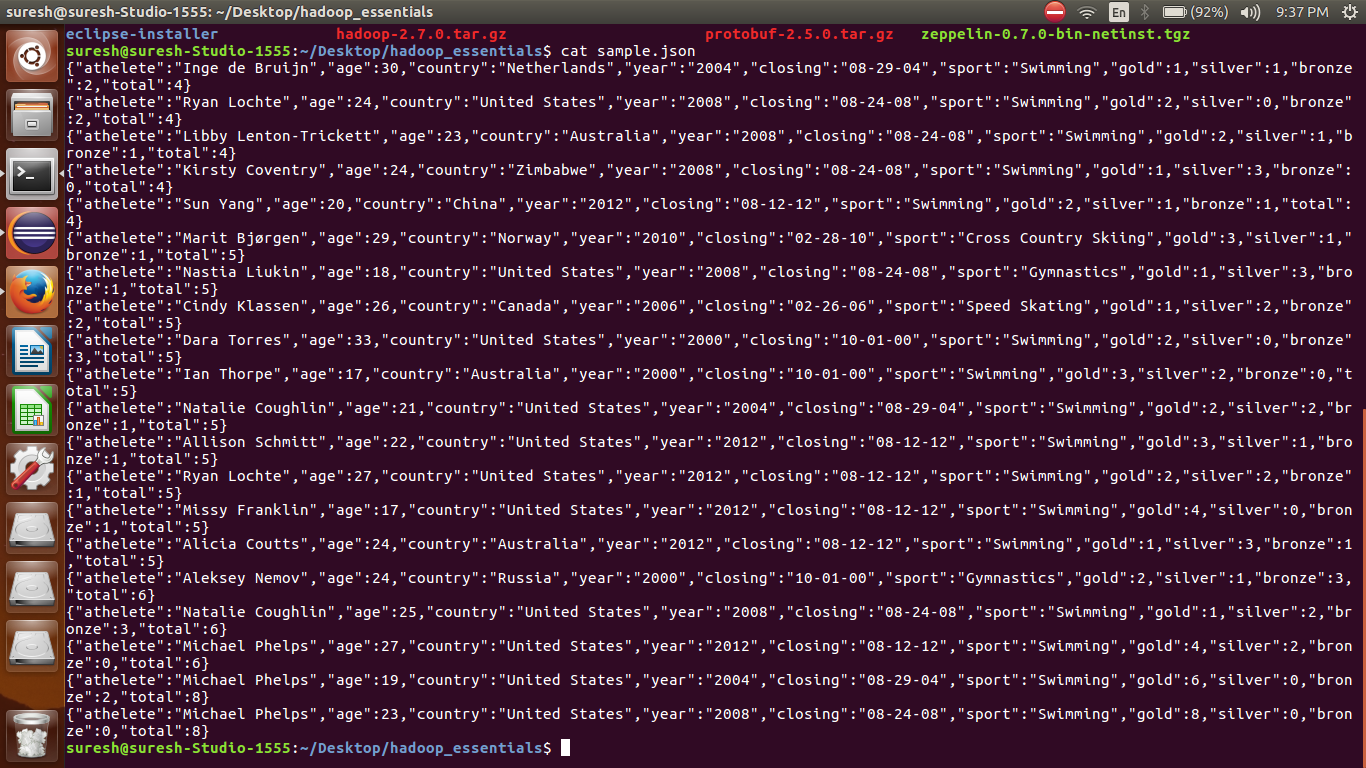 suresh@suresh-Studio-1555: ~/Desktop/hadoop_essentials En (92%) 9:37 PM
eclipse-installer hadoop-2.7.0.tar.gz protobuf-2.5.0.tar.gz zeppelin-0.7.0-bin-netinst.tgz
suresh@suresh-Studio-1555:~/Desktop/hadoop_essentials$ cat sample.json
{"athelete":"Inge de Bruijn","age":30,"country":"Netherlands","year":"2004","closing":"08-29-04","sport":"Swimming","gold":1,"silver":1,"bronze
":2,"total":4}
{"athelete":"Ryan Lochte","age":24,"country":"United States","year":"2008","closing":"08-24-08","sport":"Swimming","gold":2,"silver":0,"bronze"
:2,"total":4}
{"athelete":"Libby Lenton-Trickett","age":23,"country":"Australia","year":"2008","closing":"08-24-08","sport":"Swimming","gold":2,"silver":1,"b
ronze":1,"total":4}
{"athelete":"Kirsty Coventry","age":24,"country":"Zimbabwe","year":"2008","closing":"08-24-08","sport":"Swimming","gold":1,"silver":3,"bronze":
0,"total":4}
{"athelete":"Sun Yang","age":20,"country":"China","year":"2012","closing":"08-12-12","sport":"Swimming","gold":2,"silver":1,"bronze":1,"total":
4}
{"athelete":"Marit Bjørgen","age":29,"country":"Norway","year":"2010","closing":"02-28-10","sport":"Cross Country Skiing","gold":3,"silver":1,"
bronze":1,"total":5}
{"athelete":"Nastia Liukin","age":18,"country":"United States","year":"2008","closing":"08-24-08","sport":"Gymnastics","gold":1,"silver":3,"bro
nze":1,"total":5}
{"athelete":"Cindy Klassen","age":26,"country":"Canada","year":"2006","closing":"02-26-06","sport":"Speed Skating","gold":1,"silver":2,"bronze"
:2,"total":5}
{"athelete":"Dara Torres","age":33,"country":"United States","year":"2000","closing":"10-01-00","sport":"Swimming","gold":2,"silver":0,"bronze"
:3,"total":5}
{"athelete":"Ian Thorpe","age":17,"country":"Australia","year":"2000","closing":"10-01-00","sport":"Swimming","gold":3,"silver":2,"bronze":0,"t
otal":5}
{"athelete":"Natalie Coughlin","age":21,"country":"United States","year":"2004","closing":"08-29-04","sport":"Swimming","gold":2,"silver":2,"br
onze":1,"total":5}
{"athelete":"Allison Schmitt","age":22,"country":"United States","year":"2012","closing":"08-12-12","sport":"Swimming","gold":3,"silver":1,"bro
nze":1,"total":5}
{"athelete":"Ryan Lochte","age":27,"country":"United States","year":"2012","closing":"08-12-12","sport":"Swimming","gold":2,"silver":2,"bronze"
:1,"total":5}
{"athelete":"Missy Franklin","age":17,"country":"United States","year":"2012","closing":"08-12-12","sport":"Swimming","gold":4,"silver":0,"bron
ze":1,"total":5}
{"athelete":"Alicia Coutts","age":24,"country":"Australia","year":"2012","closing":"08-12-12","sport":"Swimming","gold":1,"silver":3,"bronze":1
,"total":5}
{"athelete":"Aleksey Nemov","age":24,"country":"Russia","year":"2000","closing":"10-01-00","sport":"Gymnastics","gold":2,"silver":1,"bronze":3,
"total":6}
{"athelete":"Natalie Coughlin","age":25,"country":"United States","year":"2008","closing":"08-24-08","sport":"Swimming","gold":1,"silver":2,"br
onze":3,"total":6}
{"athelete":"Michael Phelps","age":27,"country":"United States","year":"2012","closing":"08-12-12","sport":"Swimming","gold":4,"silver":2,"bron
ze":0,"total":6}
{"athelete":"Michael Phelps","age":19,"country":"United States","year":"2004","closing":"08-29-04","sport":"Swimming","gold":6,"silver":0,"bron
ze":2,"total":8}
{"athelete":"Michael Phelps","age":23,"country":"United States","year":"2008","closing":"08-24-08","sport":"Swimming","gold":8,"silver":0,"bron
ze":0,"total":8}
suresh@suresh-Studio-1555:~/Desktop/hadoop_essentials$